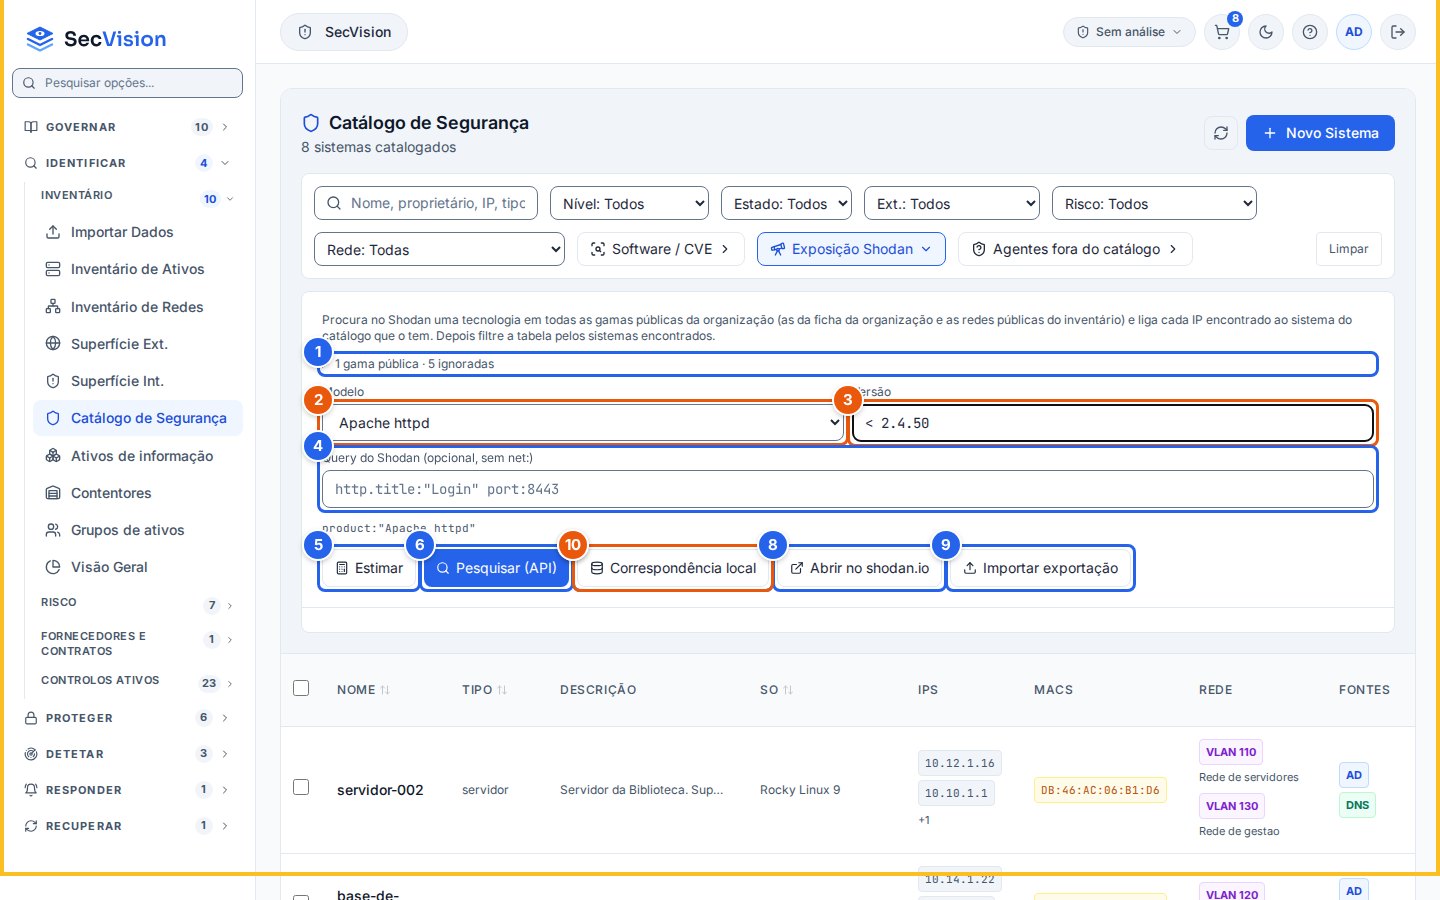 SecVision
Pesquisar opções...
GOVERNAR 10
IDENTIFICAR 4
INVENTÁRIO 10
Importar Dados
Inventário de Ativos
Inventário de Redes
Superfície Ext.
Superfície Int.
Catálogo de Segurança
Ativos de informação
Contentores
Grupos de ativos
Visão Geral
RISCO 7
FORNECEDORES E
CONTRATOS 1
CONTROLOS ATIVOS 23
PROTEGER 6
DETETAR 3
RESPONDER 1
RECUPERAR 1
SecVision
Sem análise
8
AD
Catálogo de Segurança
8 sistemas catalogados
Novo Sistema
Nome, proprietário, IP, tipo
Nível: Todos
Estado: Todos
Ext.: Todos
Risco: Todos
Rede: Todas
Software / CVE
Exposição Shodan
Agentes fora do catálogo
Limpar
Procura no Shodan uma tecnologia em todas as gamas públicas da organização (as da ficha da organização e as redes públicas do inventário) e liga cada IP encontrado ao sistema do
catálogo que o tem. Depois filtre a tabela pelos sistemas encontrados.
1
1 gama pública · 5 ignoradas
2 3
Apache httpd
< 2.4.50
4
Query do Shodan (opcional, sem net:)
http.title:"Login" port:8443
product:"Apache httpd"
5 6 10 8 9
Estimar
Pesquisar (API)
Correspondência local
Abrir no shodan.io
Importar exportação
NOME TIPO DESCRIÇÃO SO IPS MACS REDE FONTES
servidor-002
servidor
Servidor da Biblioteca. Sup...
Rocky Linux 9
10.12.1.16
10.10.1.1
+1
DB:46:AC:06:B1:D6
VLAN 110
Rede de servidores
VLAN 130
Rede de gestao
AD
DNS
base-de-
10.14.1.22
VLAN 120
AD